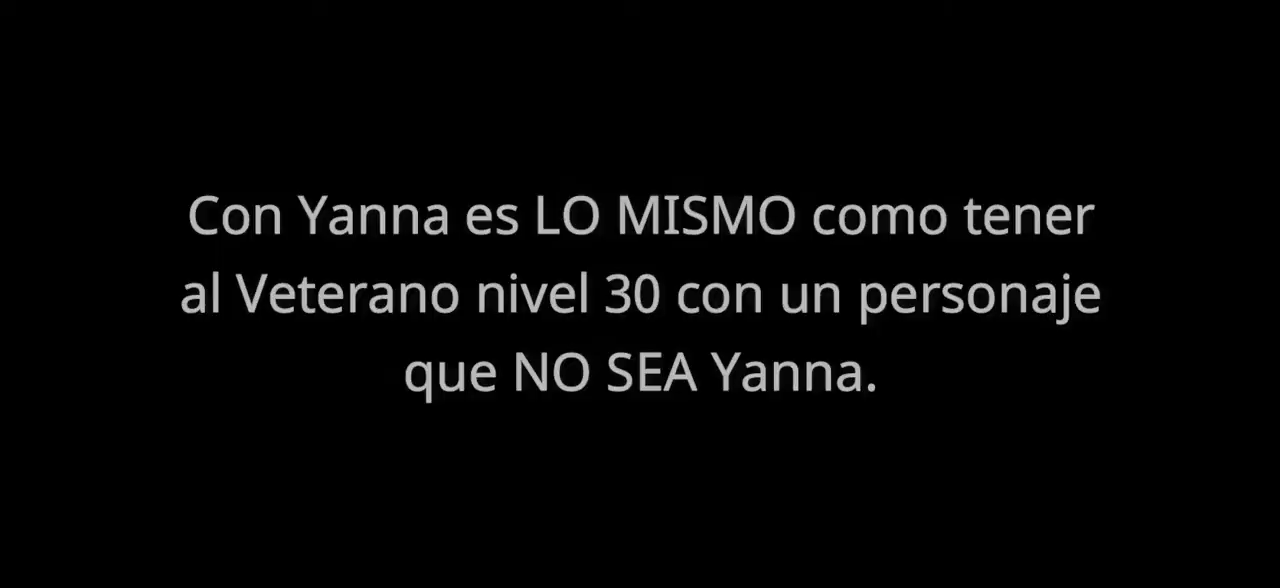 Con Yanna es LO MISMO como tener
al Veterano nivel 30 con un personaje
que NO SEA Yanna.